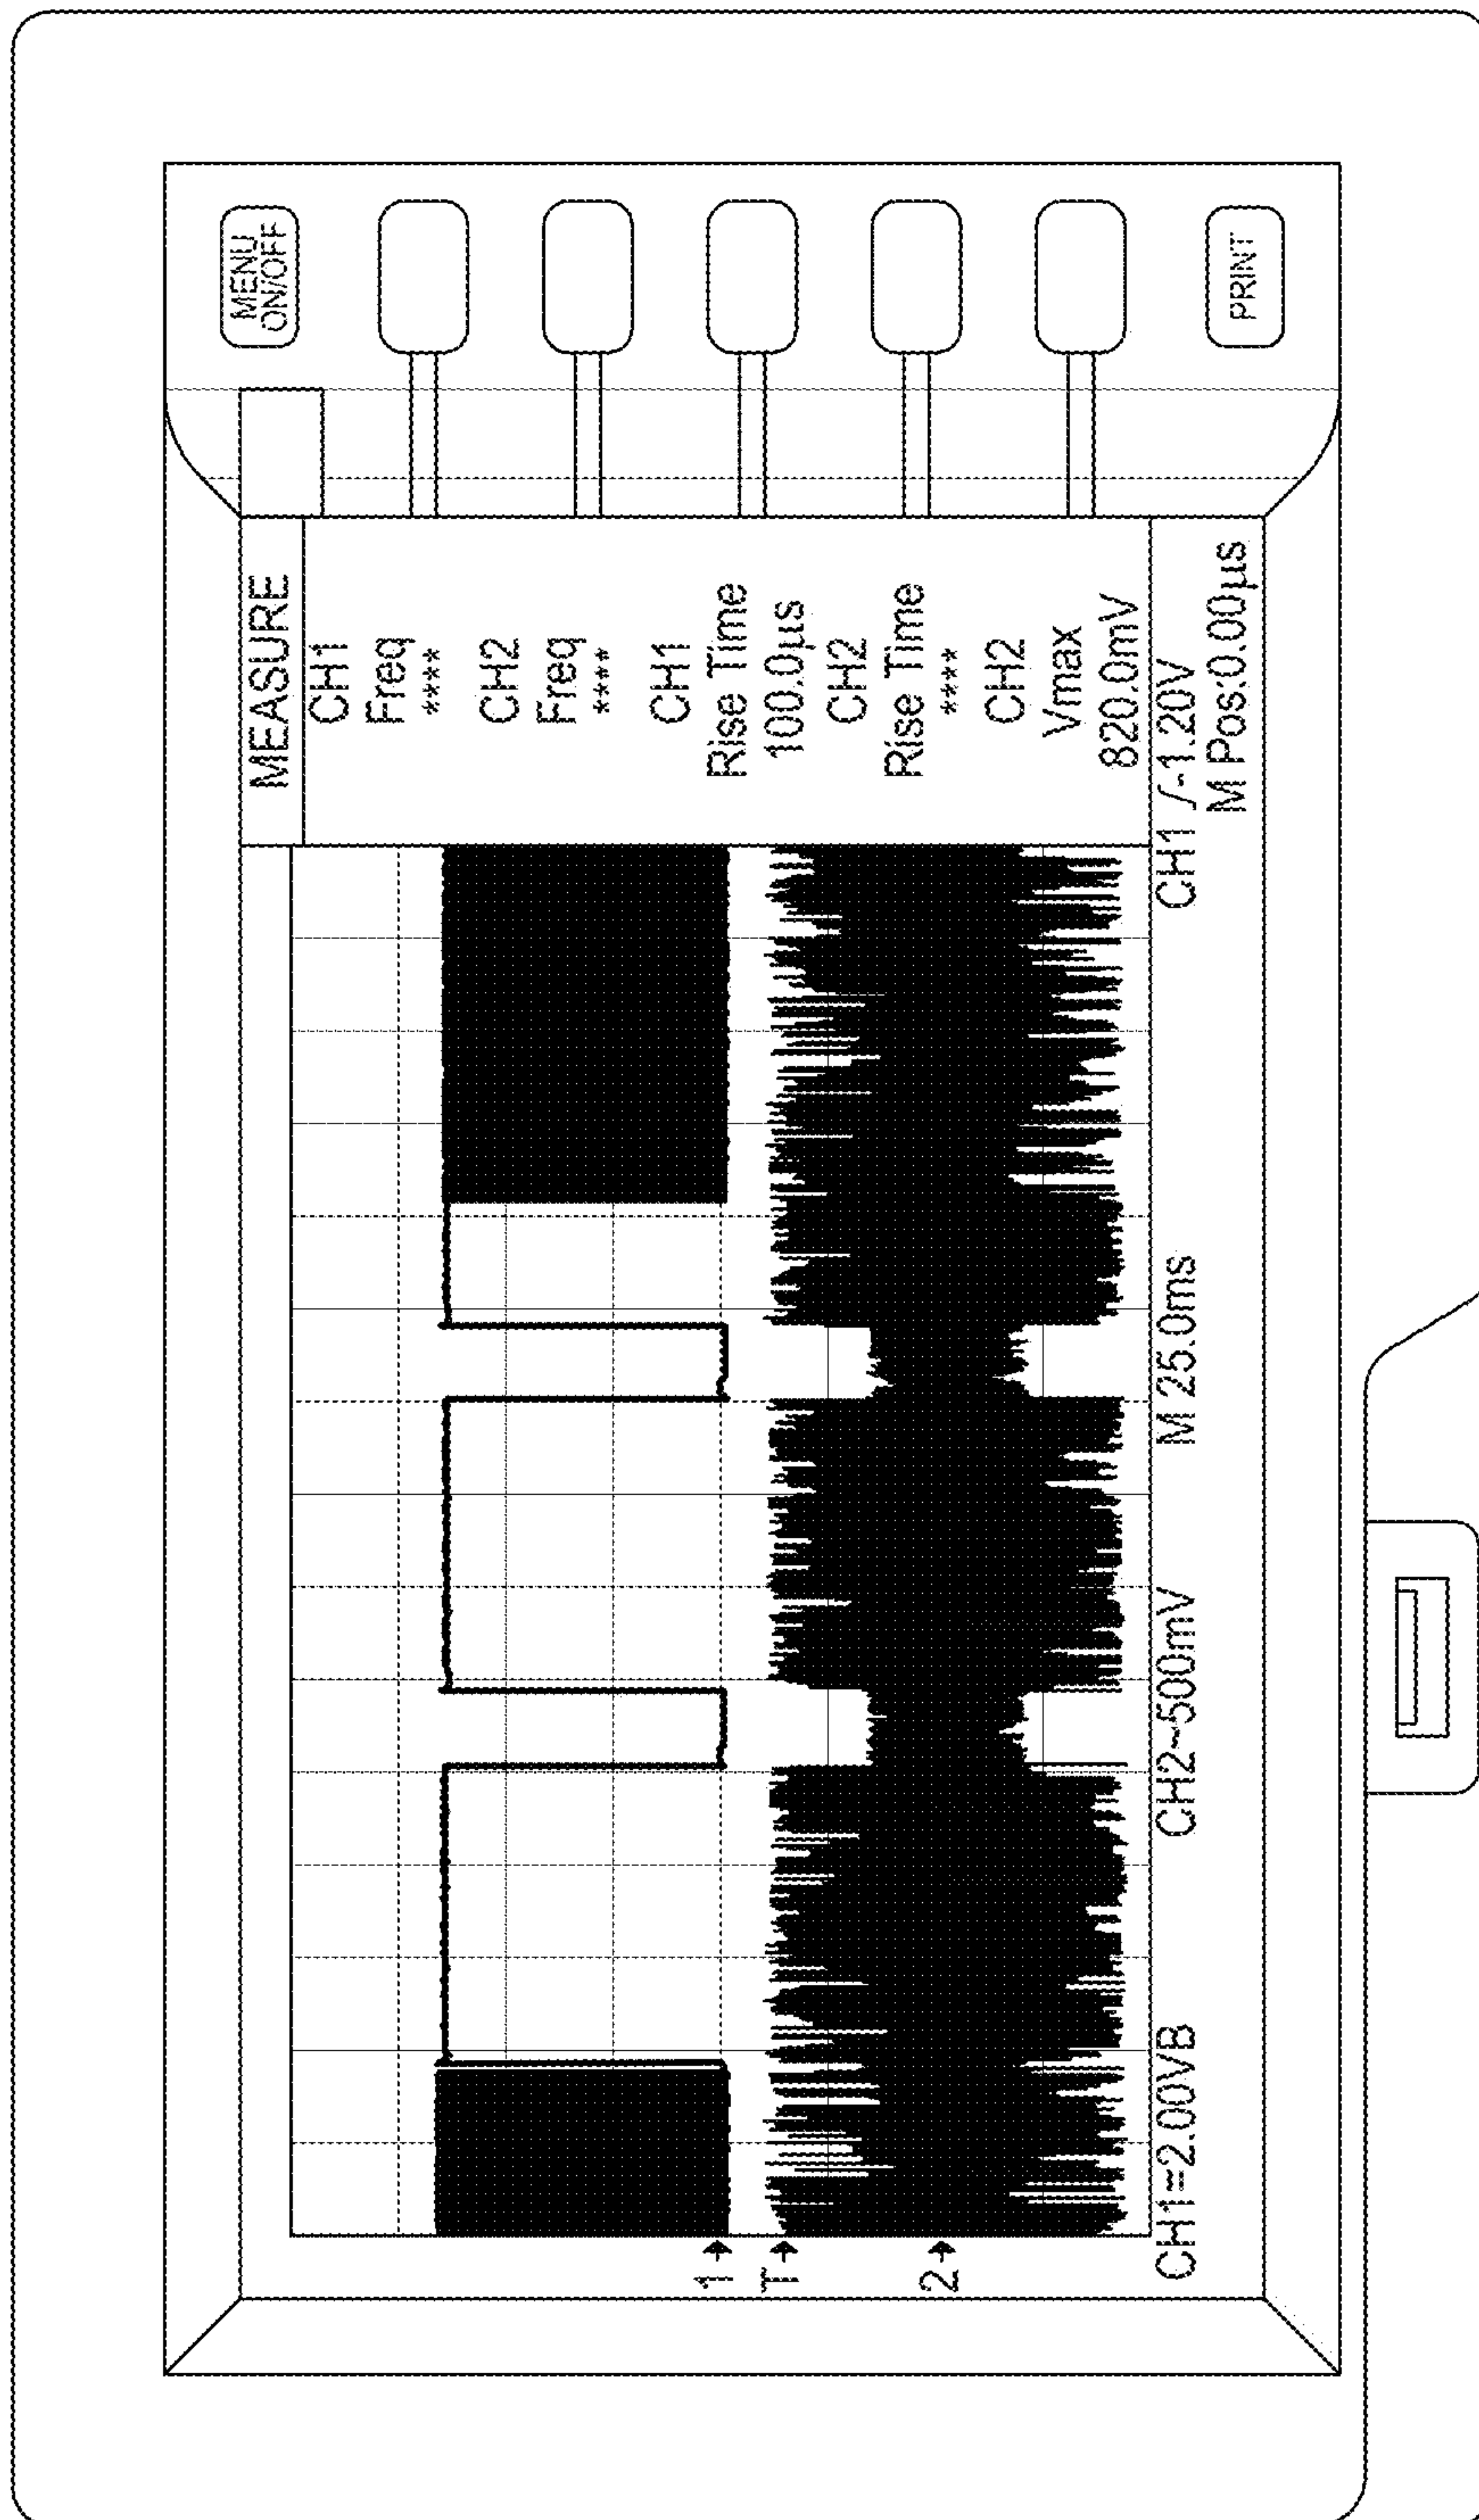 MENU
ON/OFF
MEASURE
CH1
Freq
****
CH2
Freq
****
CH1
Rise Time
100.0µs
CH2
Rise Time
****
CH2
Vmax
820.0mV
PRINT
1
T
2
CH1=2.00VB CH2~500mV M 25.0ms CH1 /-1.20V
M Pos:0.00µs